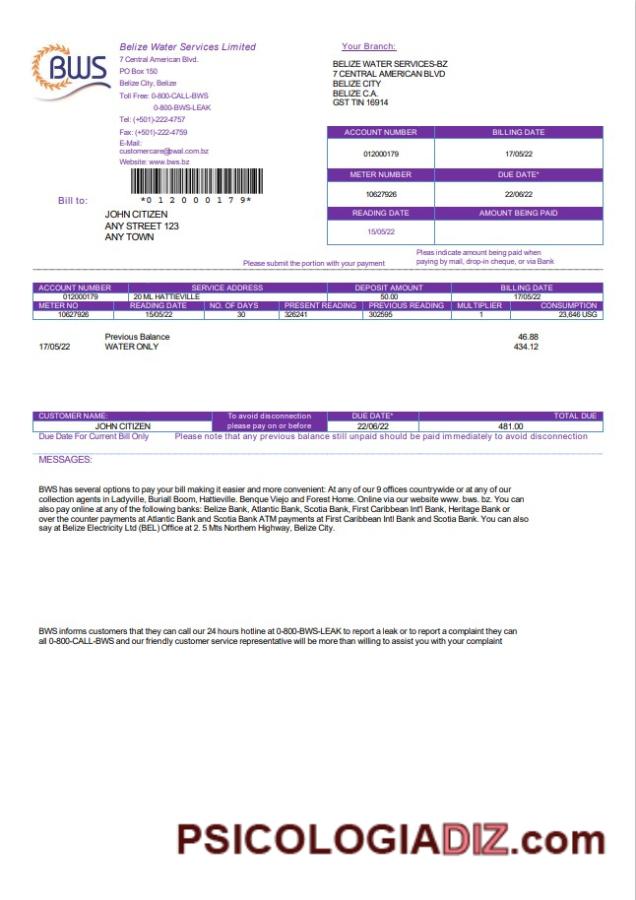 BWS
Belize Water Services Limited
7 Central American Blvd.
PO Box 150
Belize City, Belize
Toll Free: 0-800-CALL-BWS
0-800-BWS-LEAK
Tel: (+501)-222-4757
Fax: (+501)-222-4759
E-Mail:
customercare@bwal.com.bz
Website: www.bws.bz
*012000179*
Bill to:
JOHN CITIZEN
ANY STREET 123
ANY TOWN
Your Branch:
BELIZE WATER SERVICES-BZ
7 CENTRAL AMERICAN BLVD
BELIZE CITY
BELIZE C.A.
GST TIN 16914
ACCOUNT NUMBER BILLING DATE
012000179 17/05/22
METER NUMBER DUE DATE*
10627926 22/06/22
READING DATE AMOUNT BEING PAID
15/05/22
Pleas indicate amount being paid when
paying by mail, drop-in cheque, or via Bank
Please submit the portion with your payment
ACCOUNT NUMBER SERVICE ADDRESS DEPOSIT AMOUNT BILLING DATE
012000179 20 ML HATTIEVILLE 50.00 17/05/22
METER NO READING DATE NO. OF DAYS PRESENT READING PREVIOUS READING MULTIPLIER CONSUMPTION
10627926 15/05/22 30 326241 302595 1 23,646 USG
Previous Balance 46.88
17/05/22 WATER ONLY 434.12
CUSTOMER NAME: To avoid disconnection DUE DATE* TOTAL DUE
JOHN CITIZEN please pay on or before 22/06/22 481.00
Due Date For Current Bill Only Please note that any previous balance still unpaid should be paid immediately to avoid disconnection
MESSAGES:
BWS has several options to pay your bill making it easier and more convenient: At any of our 9 offices countrywide or at any of our
collection agents in Ladyville, Buriall Boom, Hattieville. Benque Viejo and Forest Home. Online via our website www. bws. bz. You can
also pay online at any of the following banks: Belize Bank, Atlantic Bank, Scotia Bank, First Caribbean Int'l Bank, Heritage Bank or
over the counter payments at Atlantic Bank and Scotia Bank ATM payments at First Caribbean Intl Bank and Scotia Bank. You can also
say at Belize Electricity Ltd (BEL) Office at 2. 5 Mts Northern Highway, Belize City.
BWS informs customers that they can call our 24 hours hotline at 0-800-BWS-LEAK to report a leak or to report a complaint they can
all 0-800-CALL-BWS and our friendly customer service representative will be more than willing to assist you with your complaint
PSICOLOGIADIZ.com